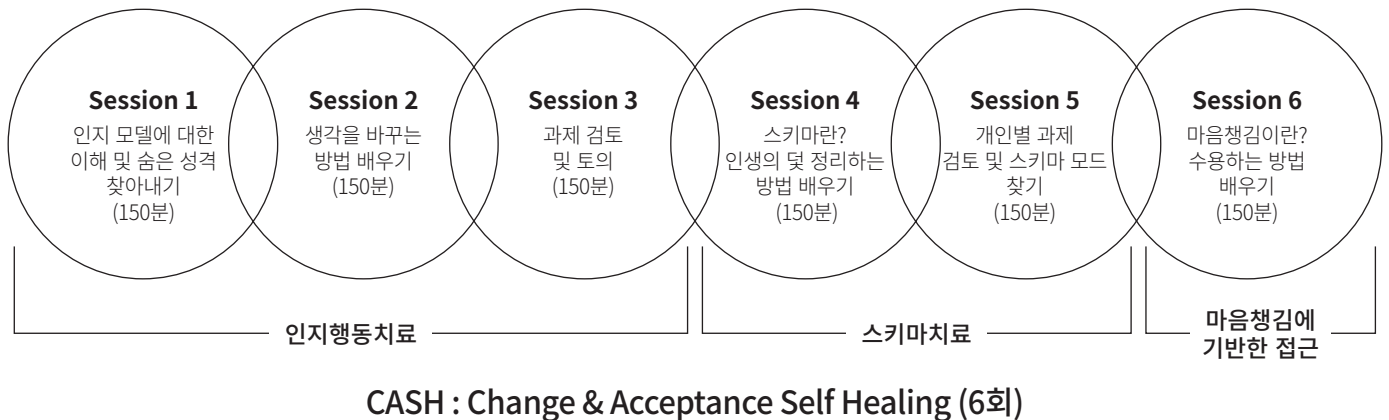 Session 1
인지 모델에 대한
이해 및 숨은 성격
찾아내기
(150분)
Session 2
생각을 바꾸는
방법 배우기
(150분)
Session 3
과제 검토
및 토의
(150분)
Session 4
스키마란?
인생의 덫 정리하는
방법 배우기
(150분)
Session 5
개인별 과제
검토 및 스키마 모드
찾기
(150분)
Session 6
마음챙김이란?
수용하는 방법
배우기
(150분)
인지행동치료
스키마치료
마음챙김에
기반한 접근
CASH : Change & Acceptance Self Healing (6회)